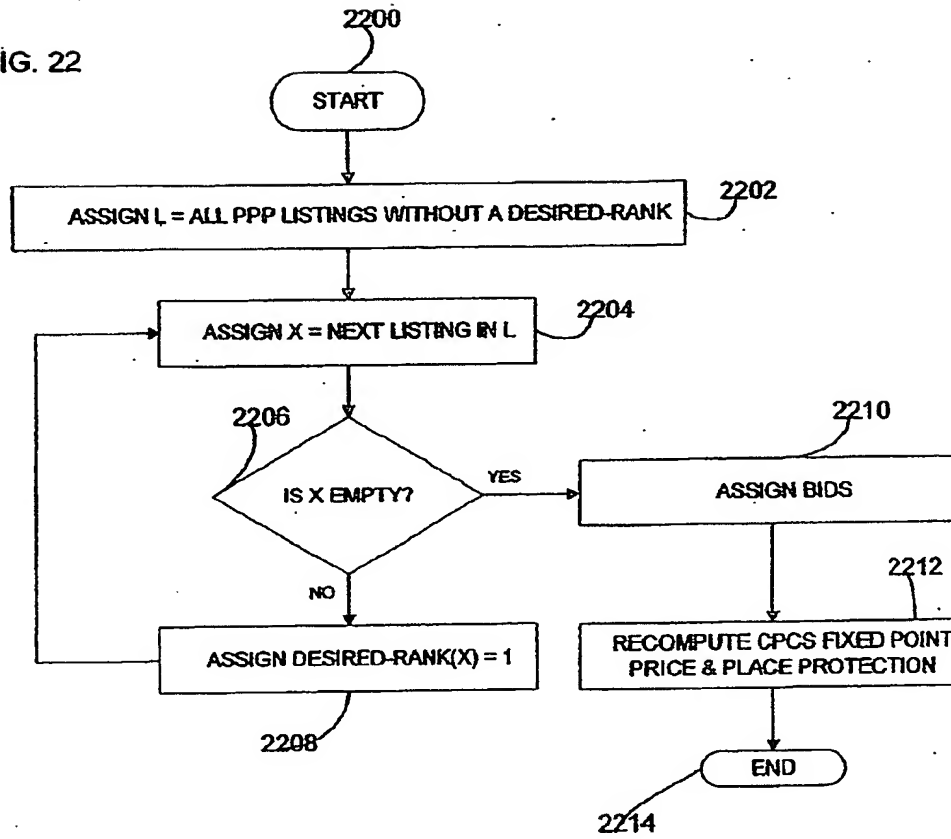 2200
IG. 22
START
ASSIGN L = ALL PPP LISTINGS WITHOUT A DESIRED-RANK
2202
ASSIGN X = NEXT LISTING IN L
2204
2206
IS X EMPTY?
YES
2210
ASSIGN BIDS
NO
2212
ASSIGN DESIRED-RANK(X) = 1
RECOMPUTE CPCS FIXED POINT
PRICE & PLACE PROTECTION
2208
END
2214